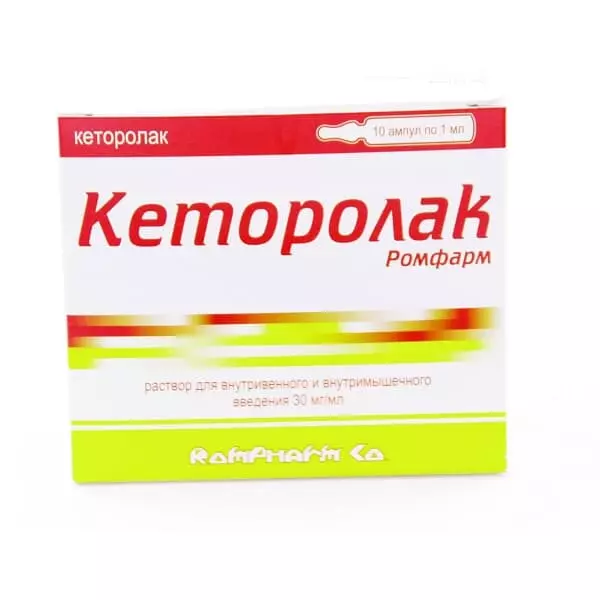 кеторолак
10 ампул по 1 мл
Кеторолак
Ромфарм
раствор для внутривенного и внутримышечного
введения 30 мг/мл
RomPharm Co